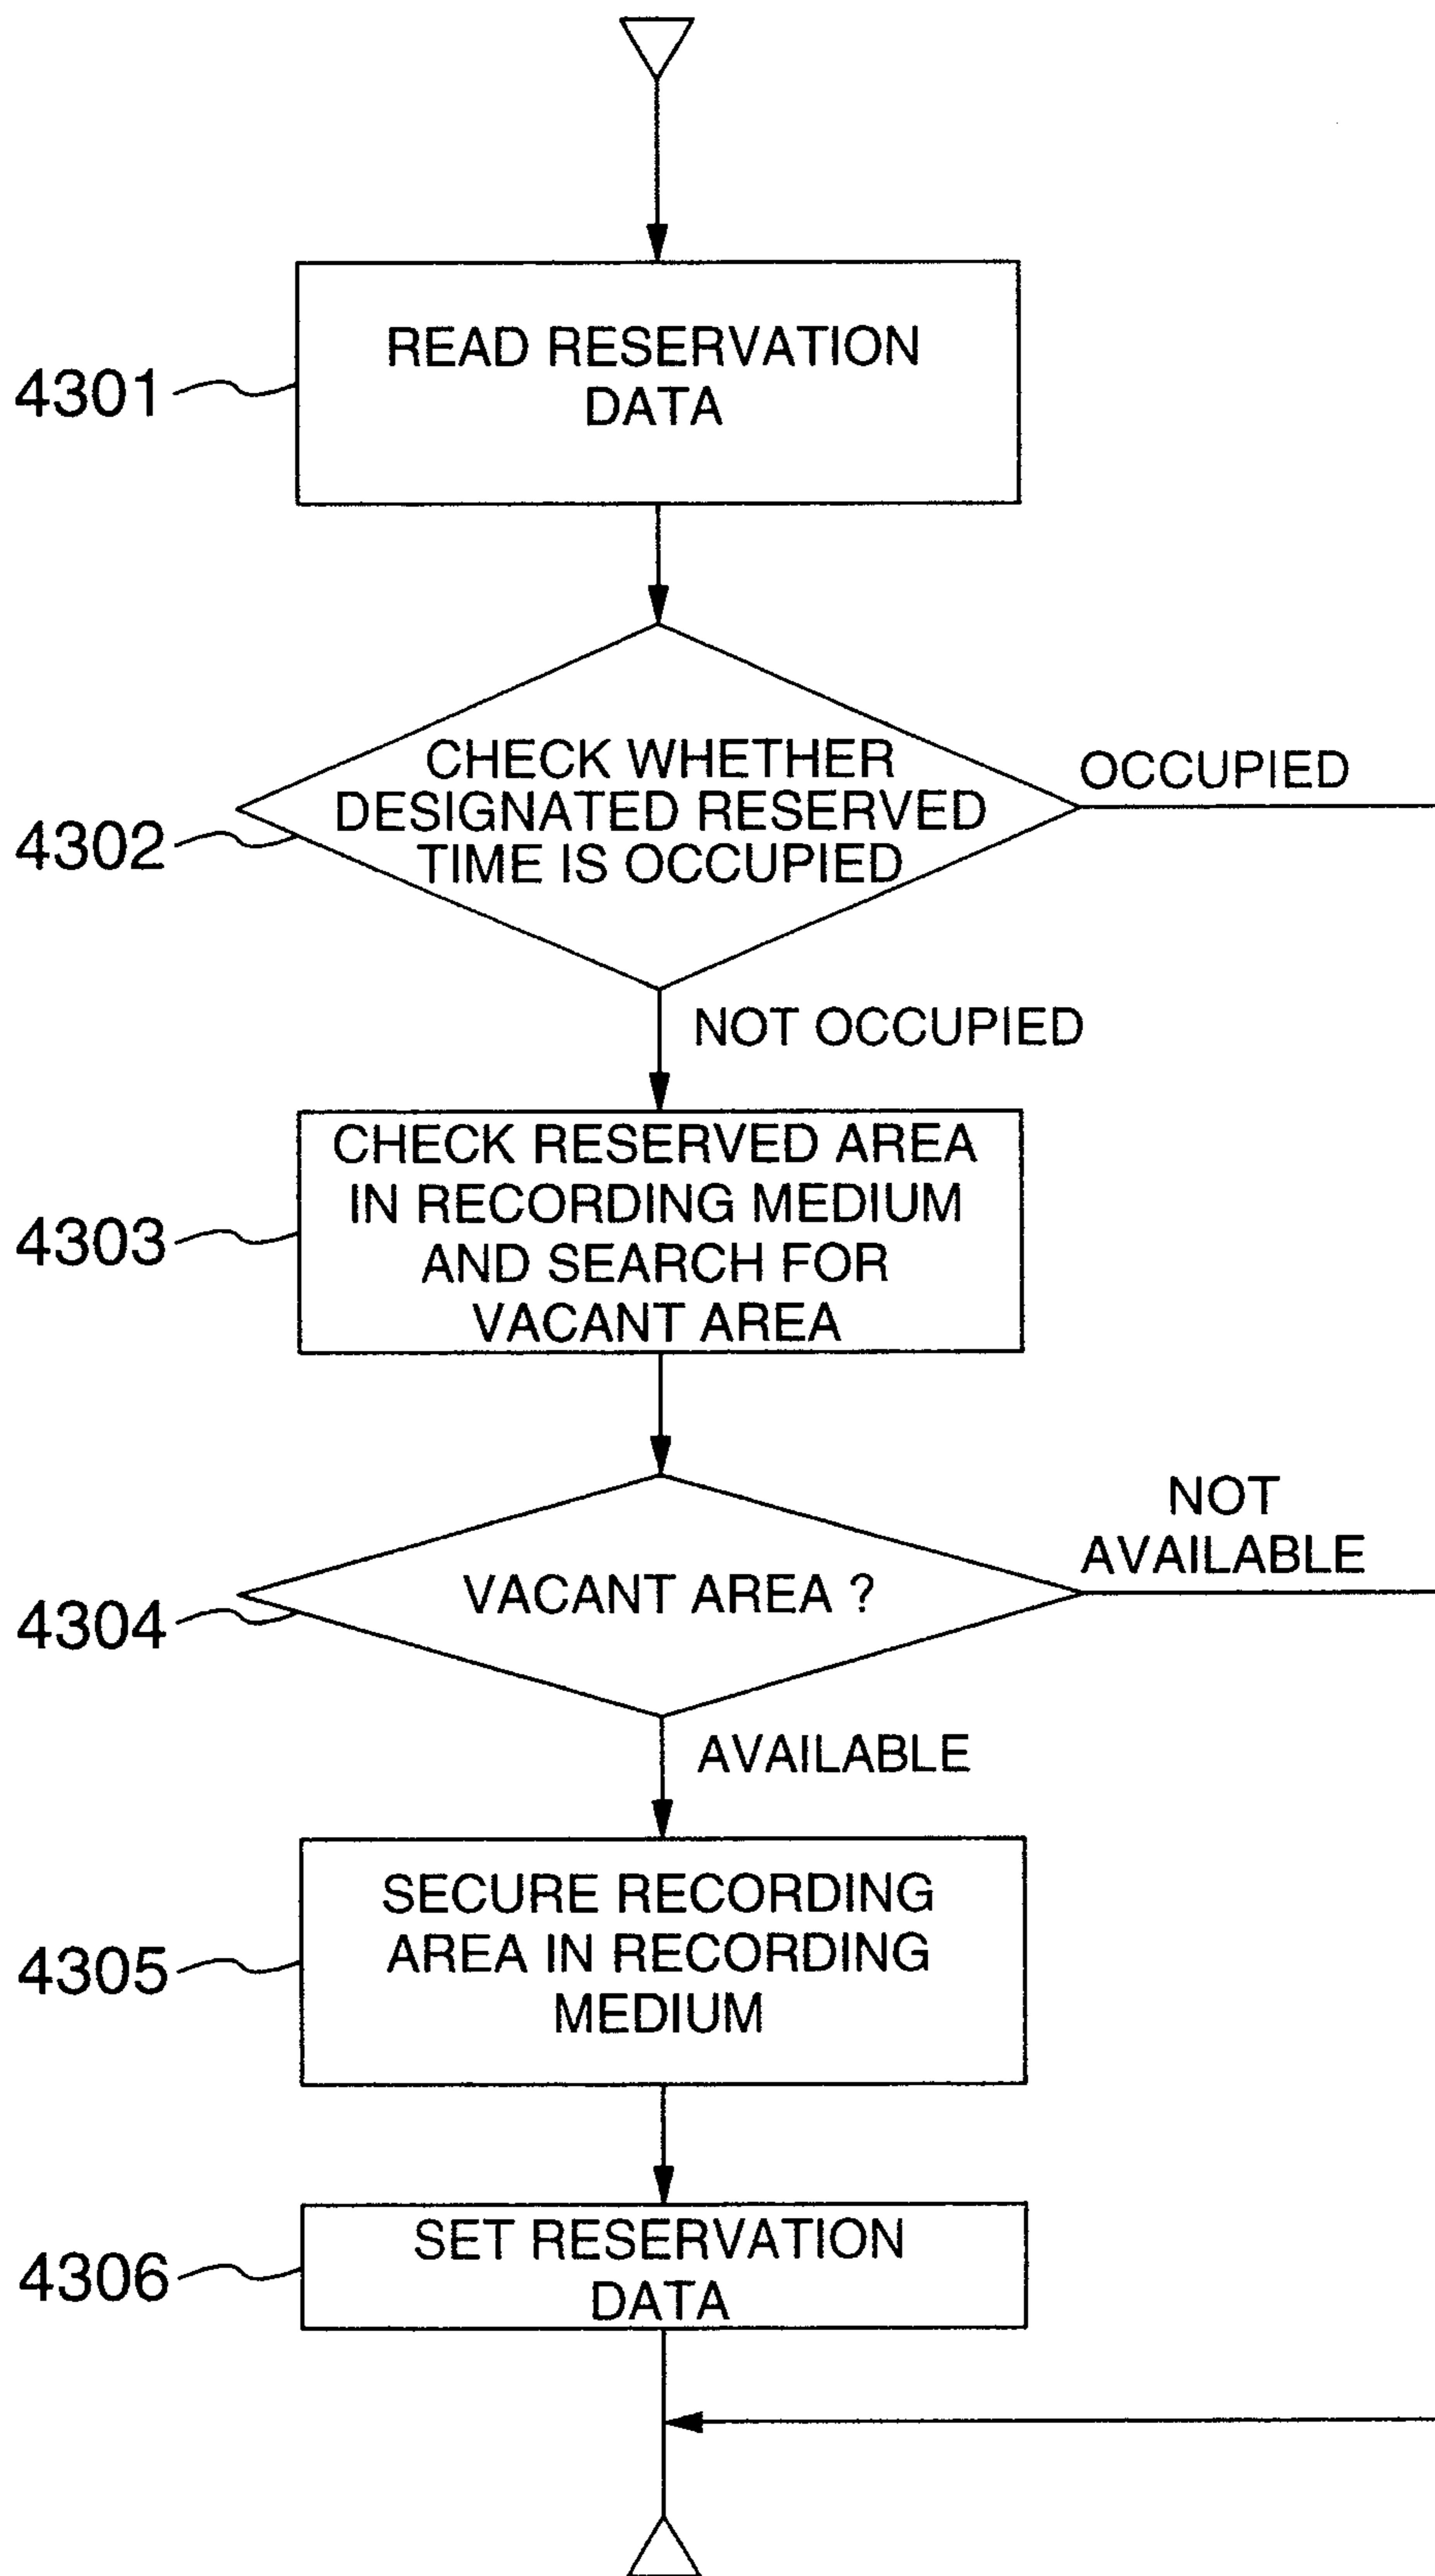 READ RESERVATION
DATA
4301
CHECK WHETHER
DESIGNATED RESERVED
TIME IS OCCUPIED
OCCUPIED
4302
NOT OCCUPIED
CHECK RESERVED AREA
IN RECORDING MEDIUM
AND SEARCH FOR
VACANT AREA
4303
NOT
AVAILABLE
VACANT AREA ?
4304
AVAILABLE
SECURE RECORDING
AREA IN RECORDING
MEDIUM
4305
SET RESERVATION
DATA
4306